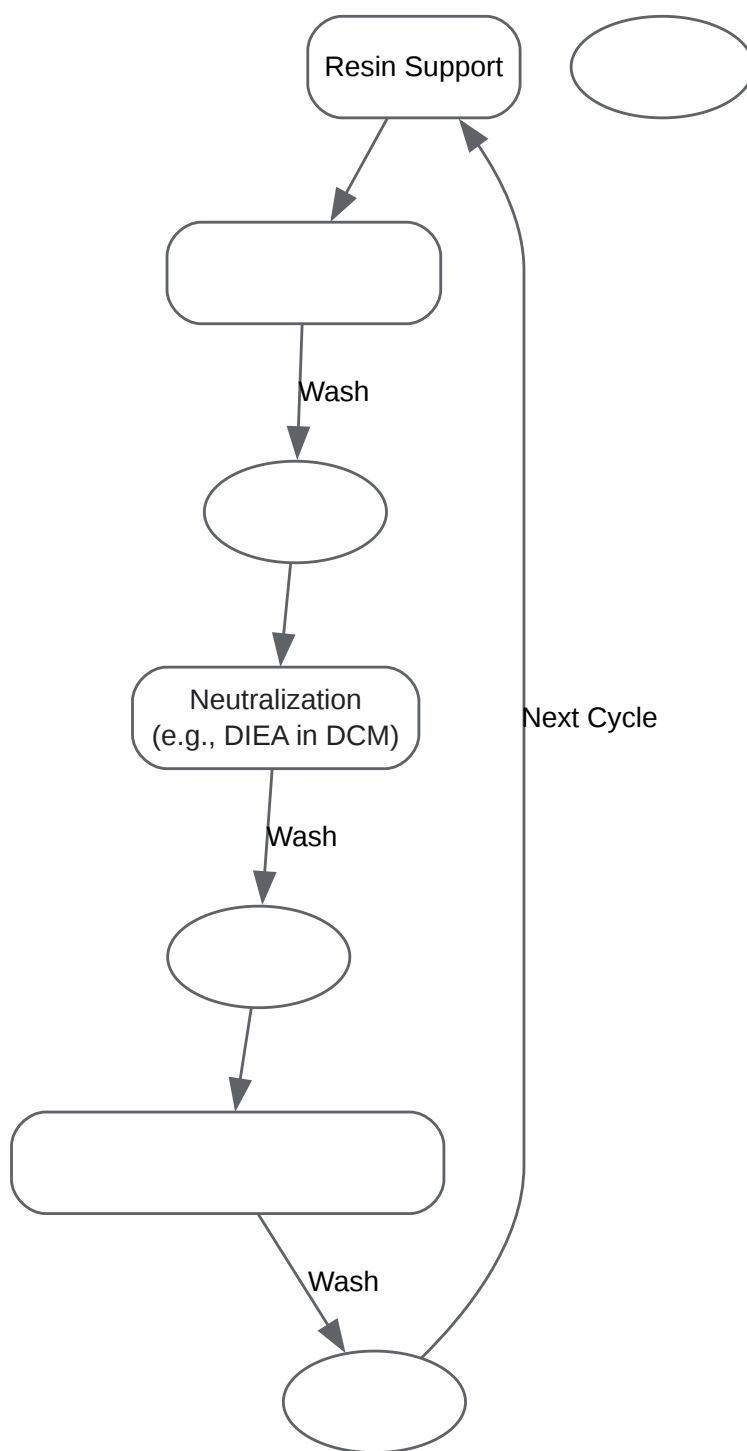 Resin Support
Wash
Neutralization
(e.g., DIEA in DCM)
Next Cycle
Wash
Wash